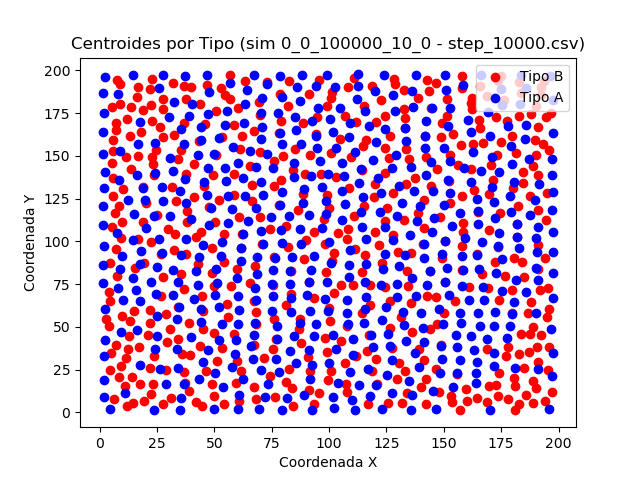 Centroides por Tipo (sim 0_0_100000_10_0 - step_10000.csv)
Tipo B
Tipo A
200
175
150
125
100
75
50
25
0
Coordenada Y
0 25 50 75 100 125 150 175 200
Coordenada X